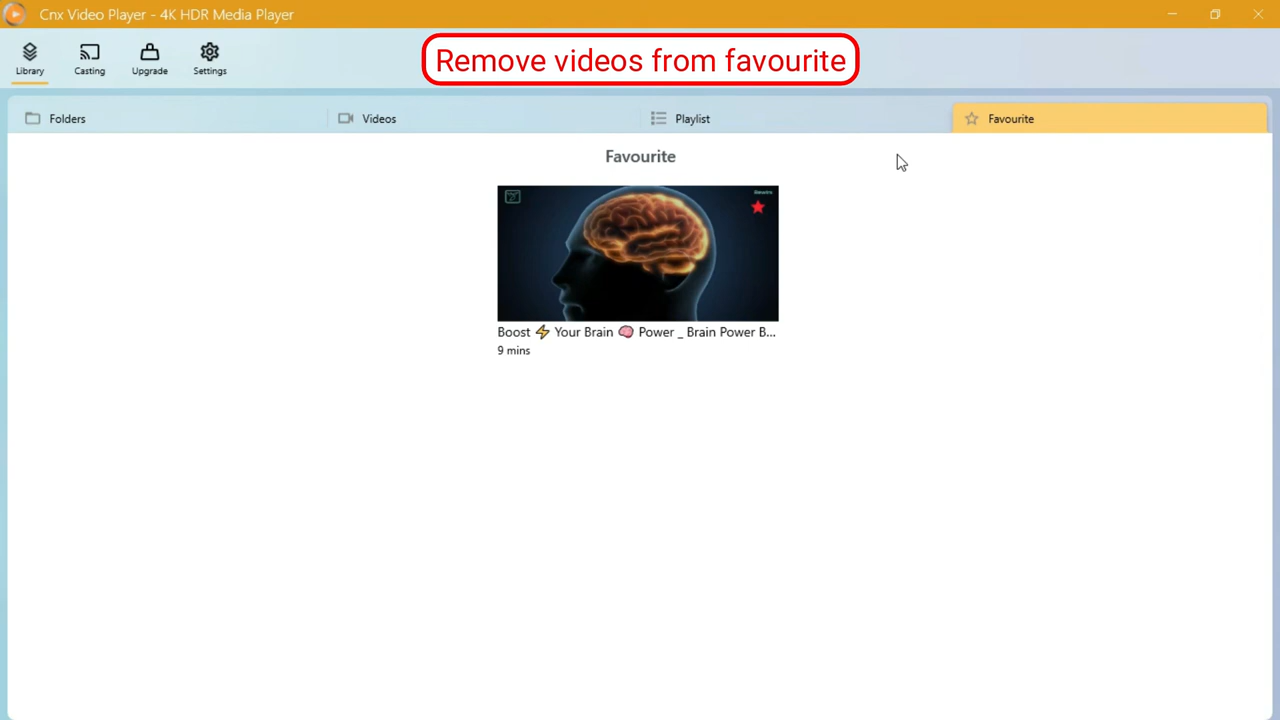 Cnx Video Player - 4K HDR Media Player
Library
Casting
Upgrade
Settings
Remove videos from favourite
Folders
Videos
Playlist
Favourite
Favourite
Boost ⚡ Your Brain 🧠 Power _ Brain Power B...
9 mins